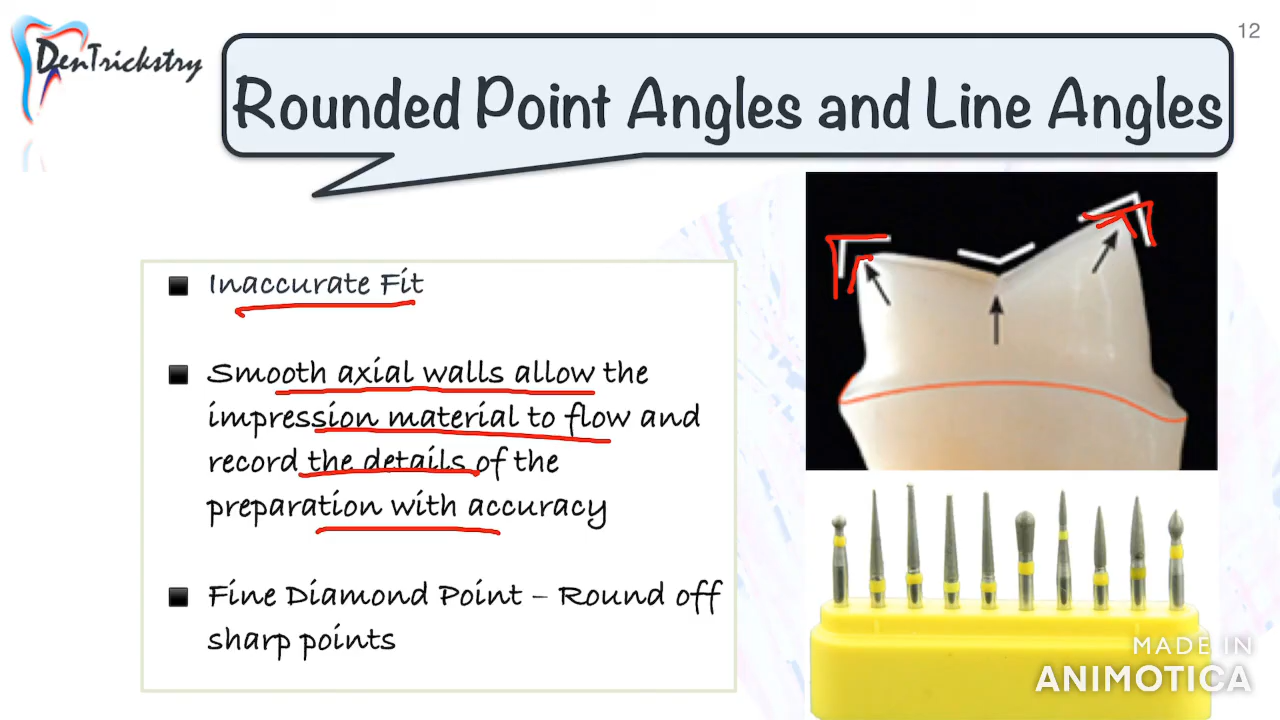 12
DenTrickstry
Rounded Point Angles and Line Angles
Inaccurate Fit
Smooth axial walls allow the
impression material to flow and
record the details of the
preparation with accuracy
Fine Diamond Point – Round off
sharp points
MADE IN
ANIMOTICA